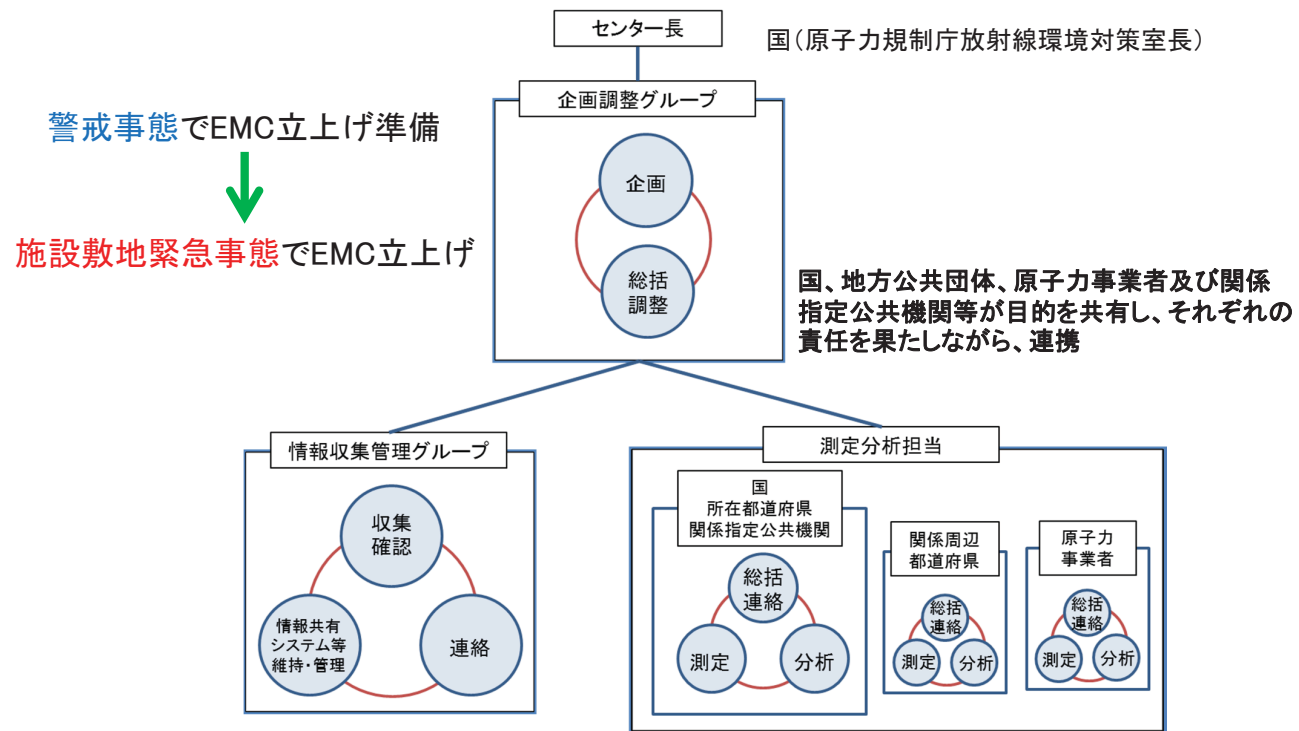 センター長
国(原子力規制庁放射線環境対策室長)
企画調整グループ
警戒事態でEMC立上げ準備
施設敷地緊急事態でEMC立上げ
企画
総括
調整
国、地方公共団体、原子力事業者及び関係
指定公共機関等が目的を共有し、それぞれの
責任を果たしながら、連携
情報収集管理グループ
収集
確認
情報共有
システム等
維持・管理
連絡
測定分析担当
国
所在都道府県
関係指定公共機関
総括
連絡
測定
分析
関係周辺
都道府県
総括
連絡
測定
分析
原子力
事業者
総括
連絡
測定
分析